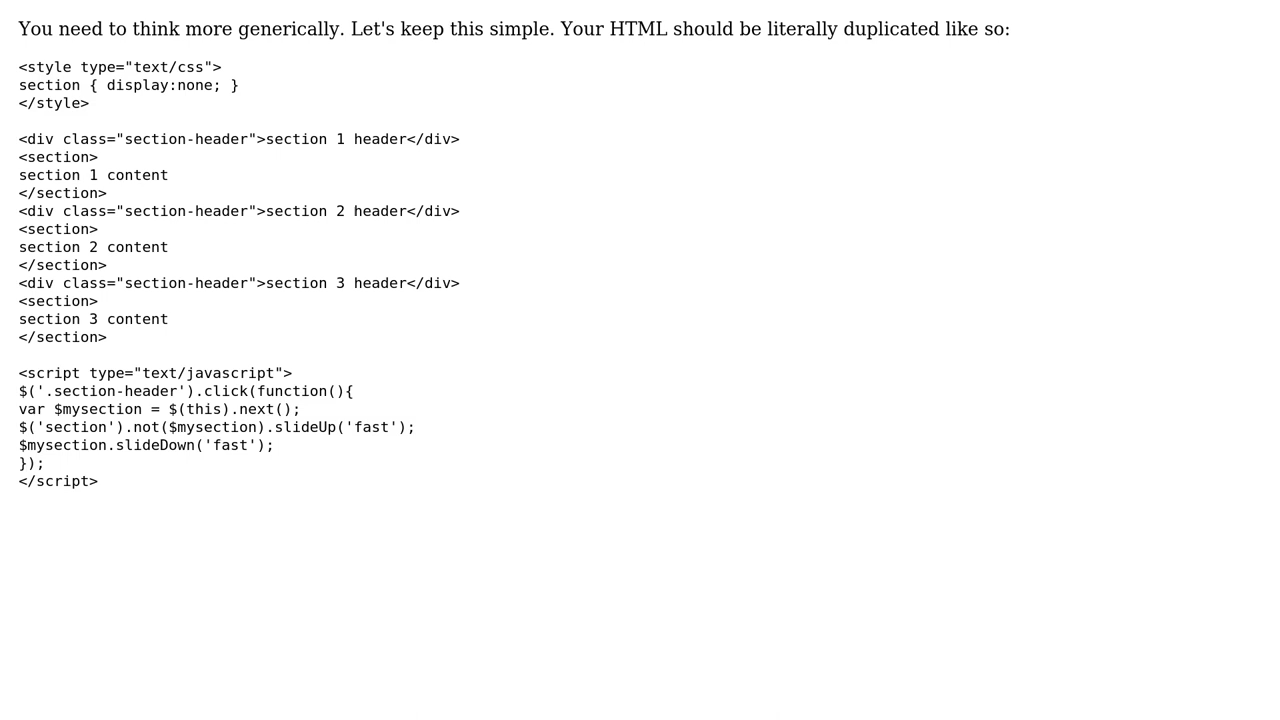 You need to think more generically. Let's keep this simple. Your HTML should be literally duplicated like so:
<style type="text/css">
section { display:none; }
</style>
<div class="section-header">section 1 header</div>
<section>
section 1 content
</section>
<div class="section-header">section 2 header</div>
<section>
section 2 content
</section>
<div class="section-header">section 3 header</div>
<section>
section 3 content
</section>
<script type="text/javascript">
$('.section-header').click(function(){
var $mysection = $(this).next();
$('section').not($mysection).slideUp('fast');
$mysection.slideDown('fast');
});
</script>